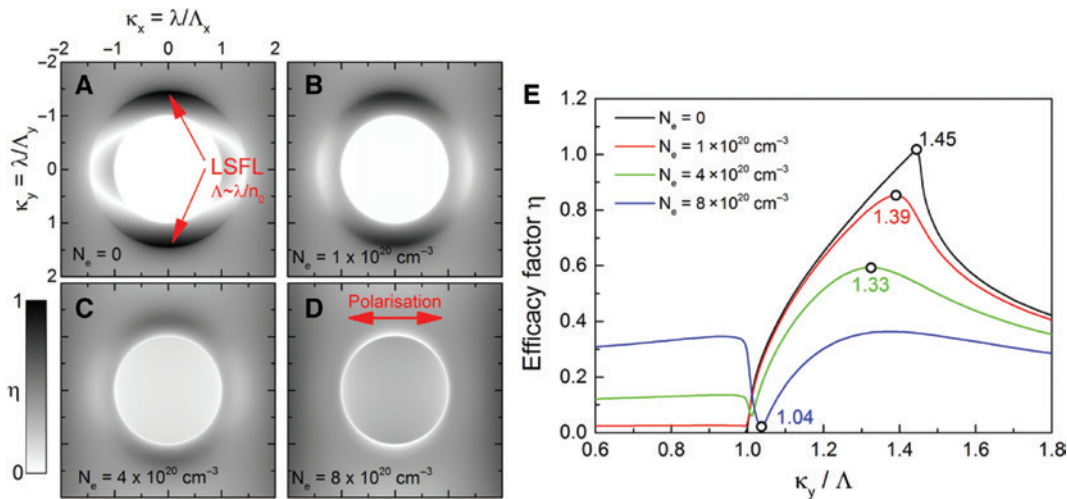 κx = λ/Λx
−2 −1 0 1 2
κy = λ/Λy
−2
−1
0
1
2
A
LSFL
Λ~λ/n0
Ne = 0
B
Ne = 1 x 10^20 cm^−3
C
Ne = 4 x 10^20 cm^−3
D
Polarisation
Ne = 8 x 10^20 cm^−3
1
η
0
E
Efficacy factor η
1.2
1.0
0.8
0.6
0.4
0.2
0.0
Ne = 0
Ne = 1 ×10^20 cm^−3
Ne = 4 ×10^20 cm^−3
Ne = 8 ×10^20 cm^−3
1.45
1.39
1.33
1.04
0.6 0.8 1.0 1.2 1.4 1.6 1.8
κy / Λ